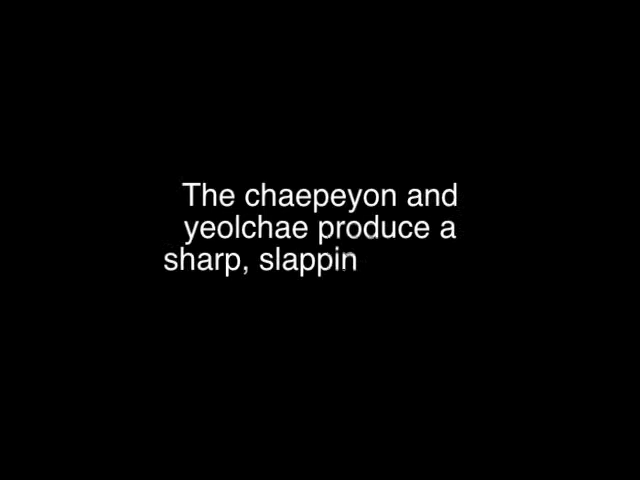 The chaepeyon and
yeolchae produce a
sharp, slappin